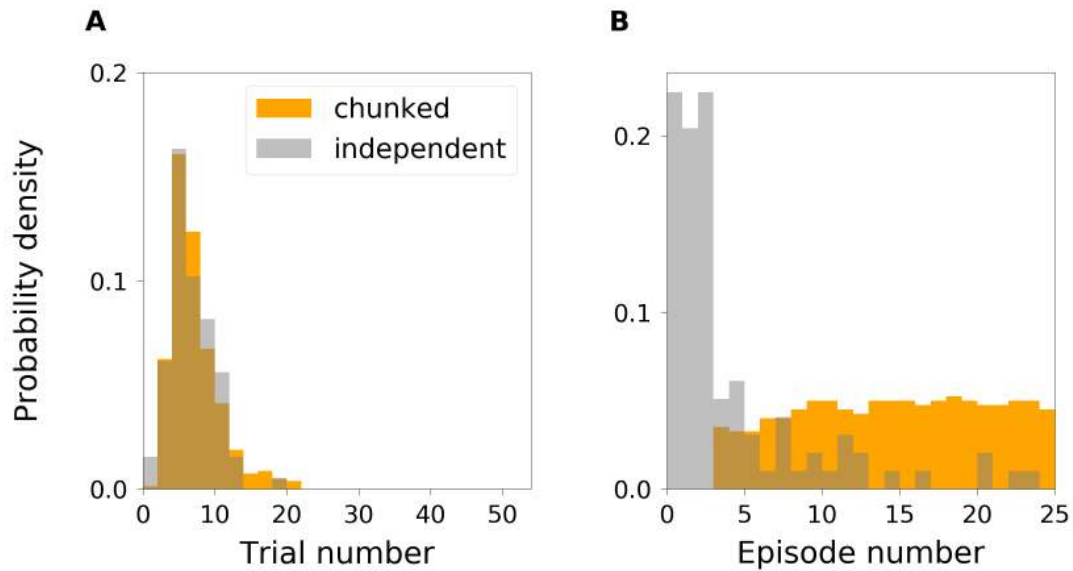 A
Probability density
0.2
0.1
0.0
chunked
independent
0 10 20 30 40 50
Trial number
B
0.2
0.1
0.0
0 5 10 15 20 25
Episode number